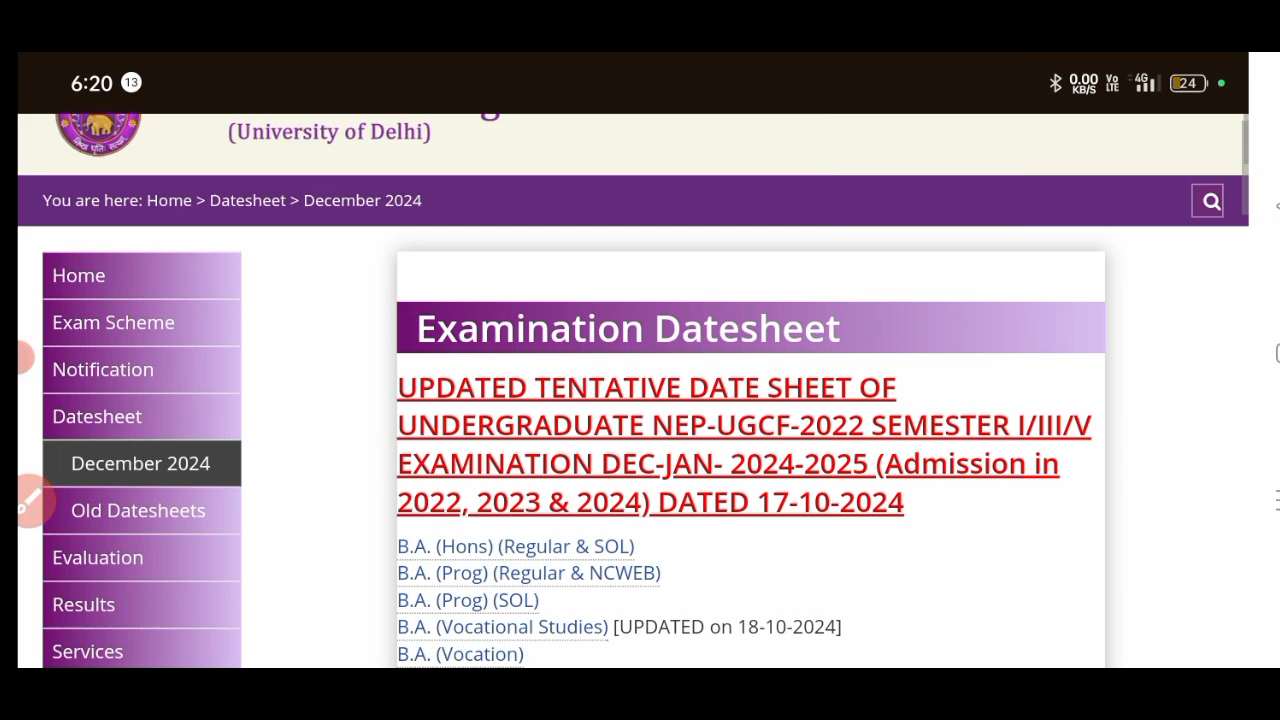 6:20 13
0.00 KB/S Vo LTE 4G 24
(University of Delhi)
You are here: Home > Datesheet > December 2024
Home
Exam Scheme
Notification
Datesheet
December 2024
Old Datesheets
Evaluation
Results
Services
Examination Datesheet
UPDATED TENTATIVE DATE SHEET OF
UNDERGRADUATE NEP-UGCF-2022 SEMESTER I/III/V
EXAMINATION DEC-JAN- 2024-2025 (Admission in
2022, 2023 & 2024) DATED 17-10-2024
B.A. (Hons) (Regular & SOL)
B.A. (Prog) (Regular & NCWEB)
B.A. (Prog) (SOL)
B.A. (Vocational Studies) [UPDATED on 18-10-2024]
B.A. (Vocation)